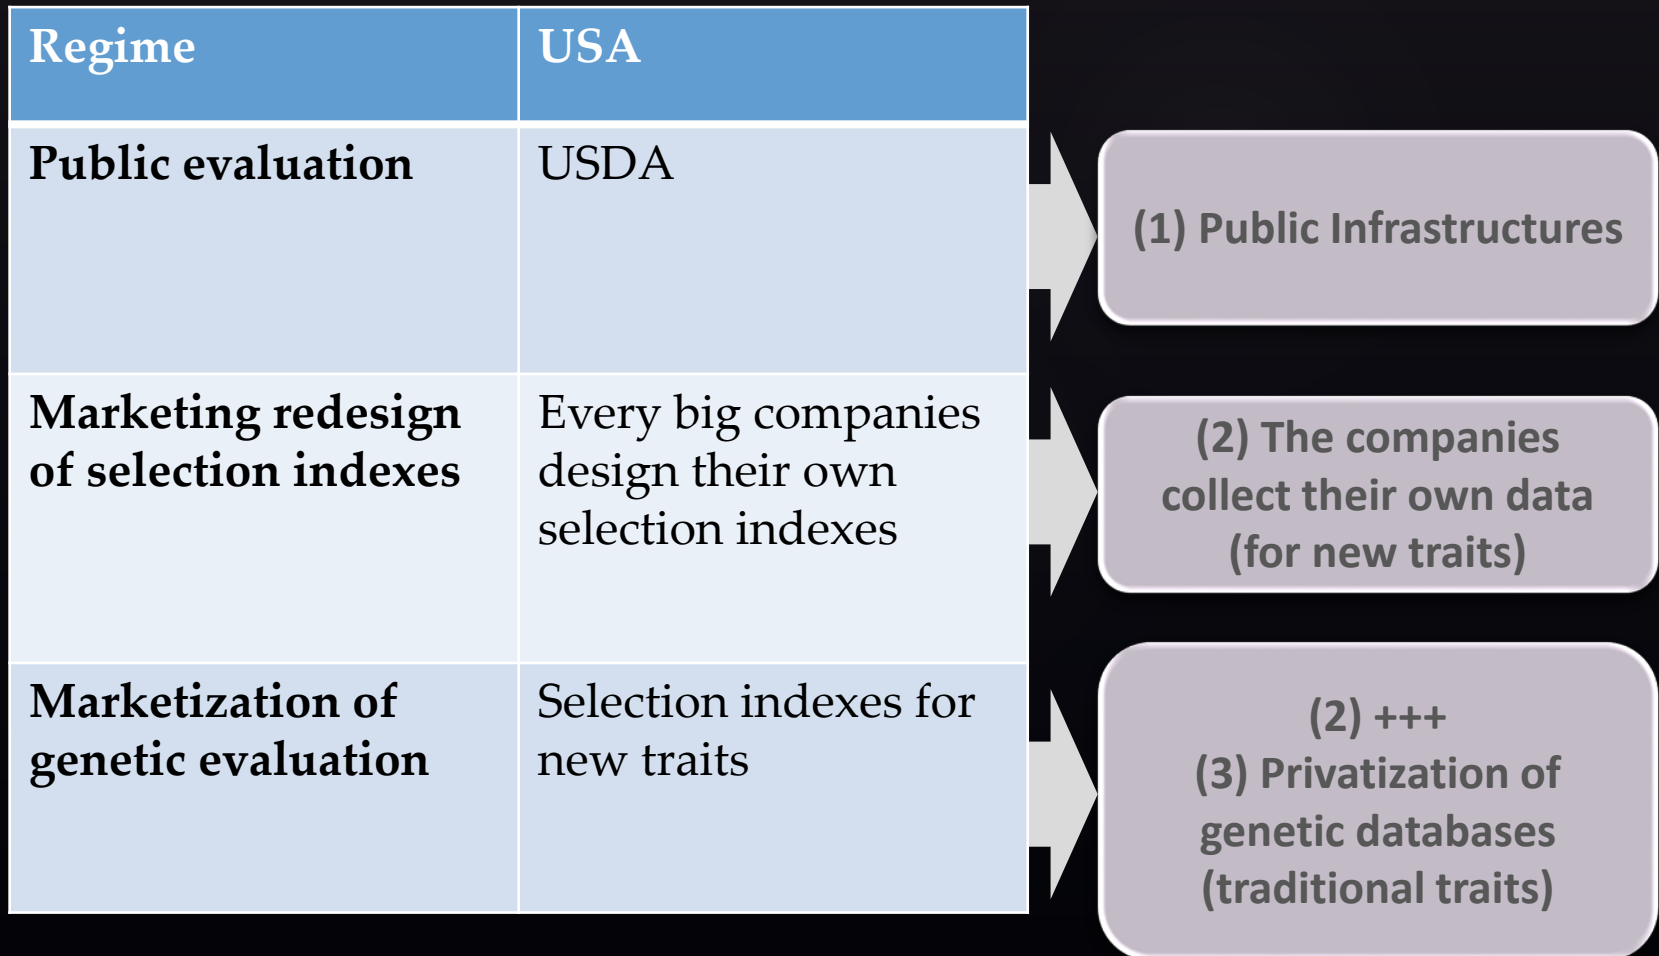 Regime
USA
Public evaluation
USDA
(1) Public Infrastructures
Marketing redesign
of selection indexes
Every big companies
design their own
selection indexes
(2) The companies
collect their own data
(for new traits)
Marketization of
genetic evaluation
Selection indexes for
new traits
(2) +++
(3) Privatization of
genetic databases
(traditional traits)